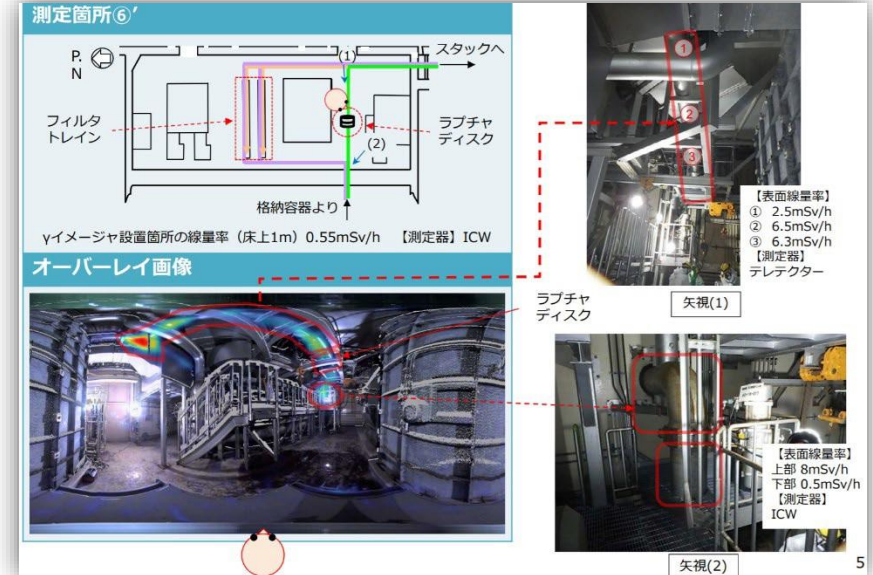 測定箇所⑥’
P.
N
(1)
スタックへ
フィルタ
トレイン
ラプチャ
ディスク
(2)
格納容器より
γイメージャ設置箇所の線量率（床上1m）0.55mSv/h 【測定器】ICW
オーバーレイ画像
ラプチャ
ディスク
①
②
③
【表面線量率】
① 2.5mSv/h
② 6.5mSv/h
③ 6.3mSv/h
【測定器】
テレテクター
矢視(1)
【表面線量率】
上部 8mSv/h
下部 0.5mSv/h
【測定器】
ICW
矢視(2)
5